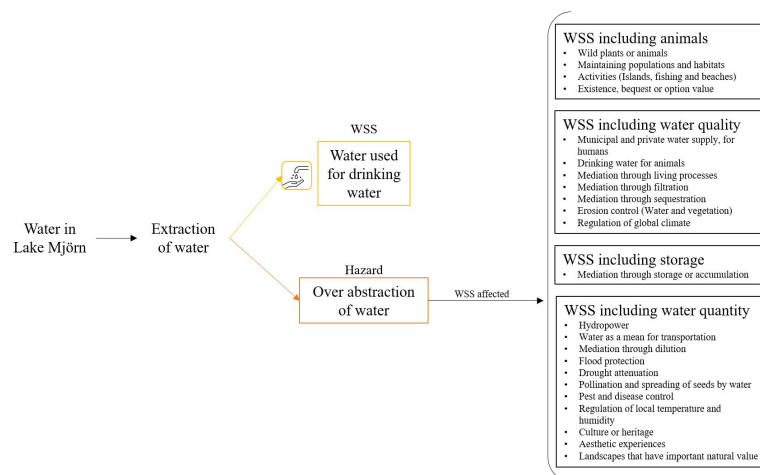 Water in
Lake Mjörn
Extraction
of water
WSS
Water used
for drinking
water
Hazard
Over abstraction
of water
WSS affected
WSS including animals
• Wild plants or animals
• Maintaining populations and habitats
• Activities (Islands, fishing and beaches)
• Existence, bequest or option value
WSS including water quality
• Municipal and private water supply, for
humans
• Drinking water for animals
• Mediation through living processes
• Mediation through filtration
• Mediation through sequestration
• Erosion control (Water and vegetation)
• Regulation of global climate
WSS including storage
• Mediation through storage or accumulation
WSS including water quantity
• Hydropower
• Water as a mean for transportation
• Mediation through dilution
• Flood protection
• Drought attenuation
• Pollination and spreading of seeds by water
• Pest and disease control
• Regulation of local temperature and
humidity
• Culture or heritage
• Aesthetic experiences
• Landscapes that have important natural value